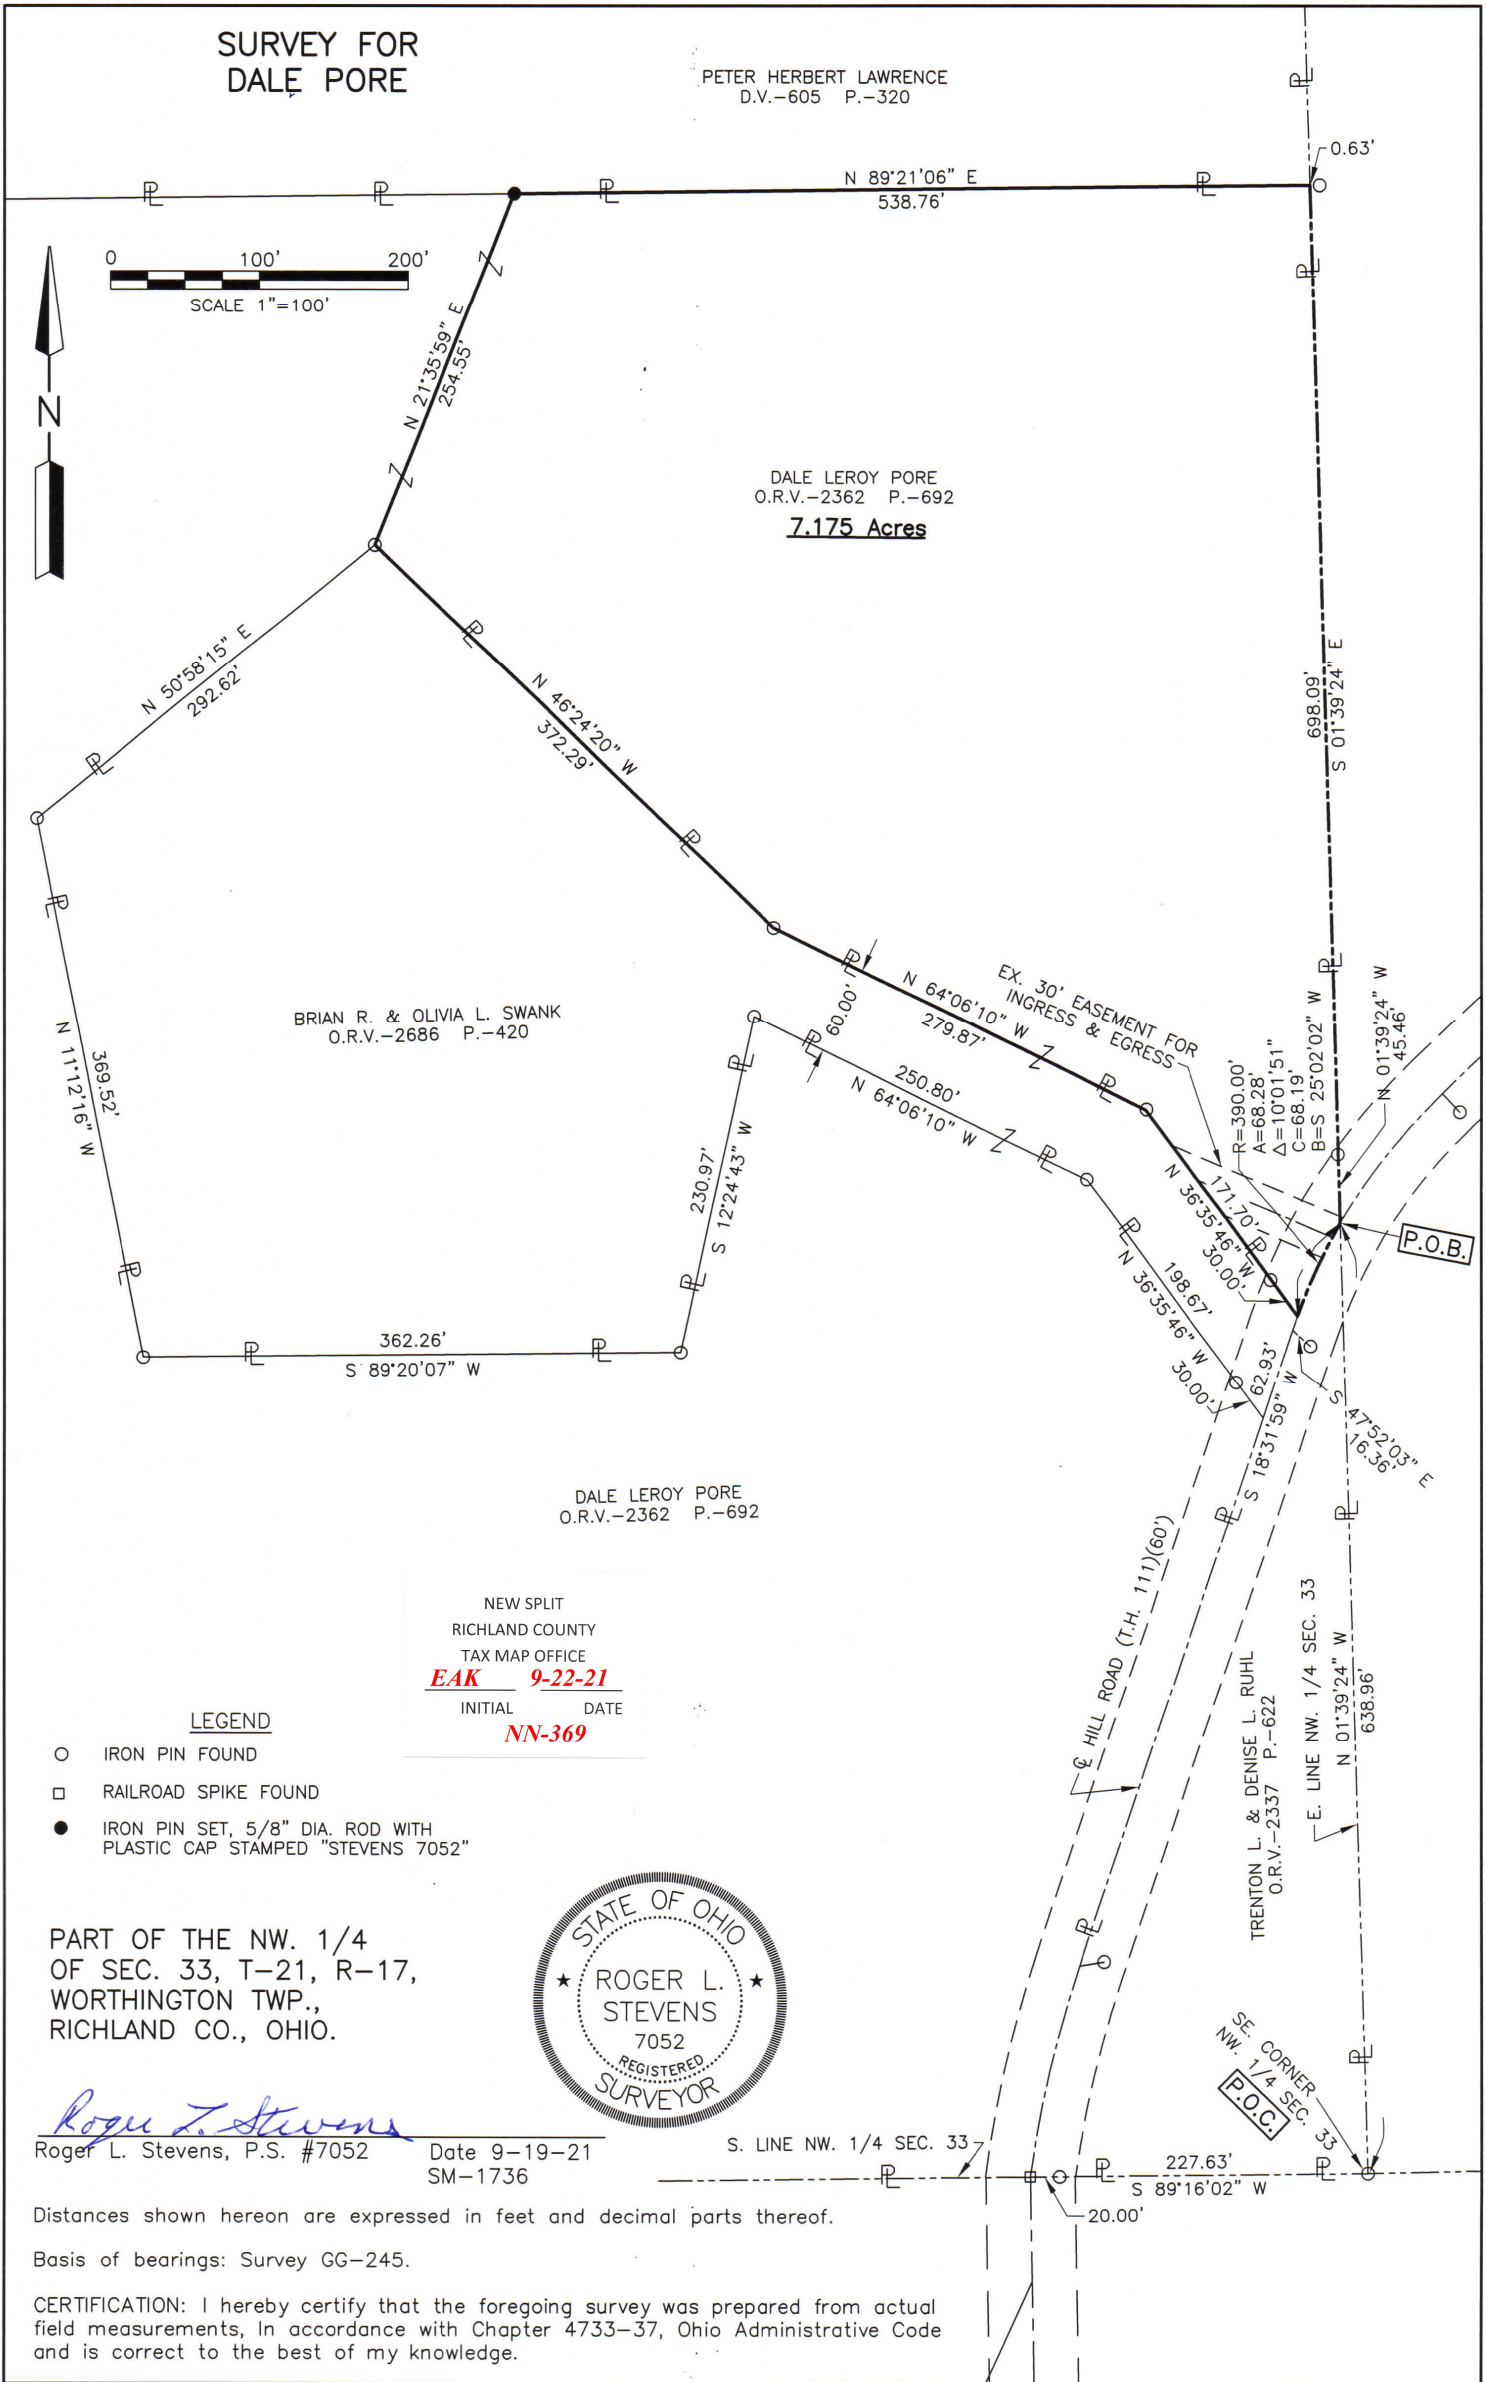 SURVEY FOR
DALE PORE
PETER HERBERT LAWRENCE
D.V.-605 P.-320
0.63'
N 89°21'06" E
538.76'
0 100' 200'
SCALE 1"=100'
N
N 21°35'59" E
254.55'
DALE LEROY PORE
O.R.V.-2362 P.-692
7.175 Acres
N 50°58'15" E
292.62'
N 46°24'20" W
372.29'
698.09'
S 01°39'24" E
BRIAN R. & OLIVIA L. SWANK
O.R.V.-2686 P.-420
N 11°12'16" W
369.52'
60.00'
N 64°06'10" W
279.87'
EX. 30' EASEMENT FOR
INGRESS & EGRESS
250.80'
N 64°06'10" W
R=390.00'
A=68.28'
Δ=10°01'51"
C=68.19'
B=S 25°02'02" W
N 01°39'24" W
45.46'
230.97'
S 12°24'43" W
171.70'
N 36°35'46" W
30.00'
P.O.B.
198.67'
N 36°35'46" W
30.00'
362.26'
S 89°20'07" W
62.93'
S 18°31'59" W
S 47°52'03" E
16.36'
DALE LEROY PORE
O.R.V.-2362 P.-692
NEW SPLIT
RICHLAND COUNTY
TAX MAP OFFICE
EAK 9-22-21
INITIAL DATE
NN-369
℄ HILL ROAD (T.H. 111)(60')
TRENTON L. & DENISE L. RUHL
O.R.V.-2337 P.-622
E. LINE NW. 1/4 SEC. 33
N 01°39'24" W
638.96'
LEGEND
IRON PIN FOUND
RAILROAD SPIKE FOUND
IRON PIN SET, 5/8" DIA. ROD WITH
PLASTIC CAP STAMPED "STEVENS 7052"
PART OF THE NW. 1/4
OF SEC. 33, T-21, R-17,
WORTHINGTON TWP.,
RICHLAND CO., OHIO.
STATE OF OHIO
ROGER L.
STEVENS
7052
REGISTERED
SURVEYOR
SE. CORNER
NW. 1/4 SEC. 33
P.O.C.
Roger L. Stevens
Roger L. Stevens, P.S. #7052 Date 9-19-21
SM-1736
S. LINE NW. 1/4 SEC. 33
227.63'
S 89°16'02" W
20.00'
Distances shown hereon are expressed in feet and decimal parts thereof.
Basis of bearings: Survey GG-245.
CERTIFICATION: I hereby certify that the foregoing survey was prepared from actual
field measurements, In accordance with Chapter 4733-37, Ohio Administrative Code
and is correct to the best of my knowledge.